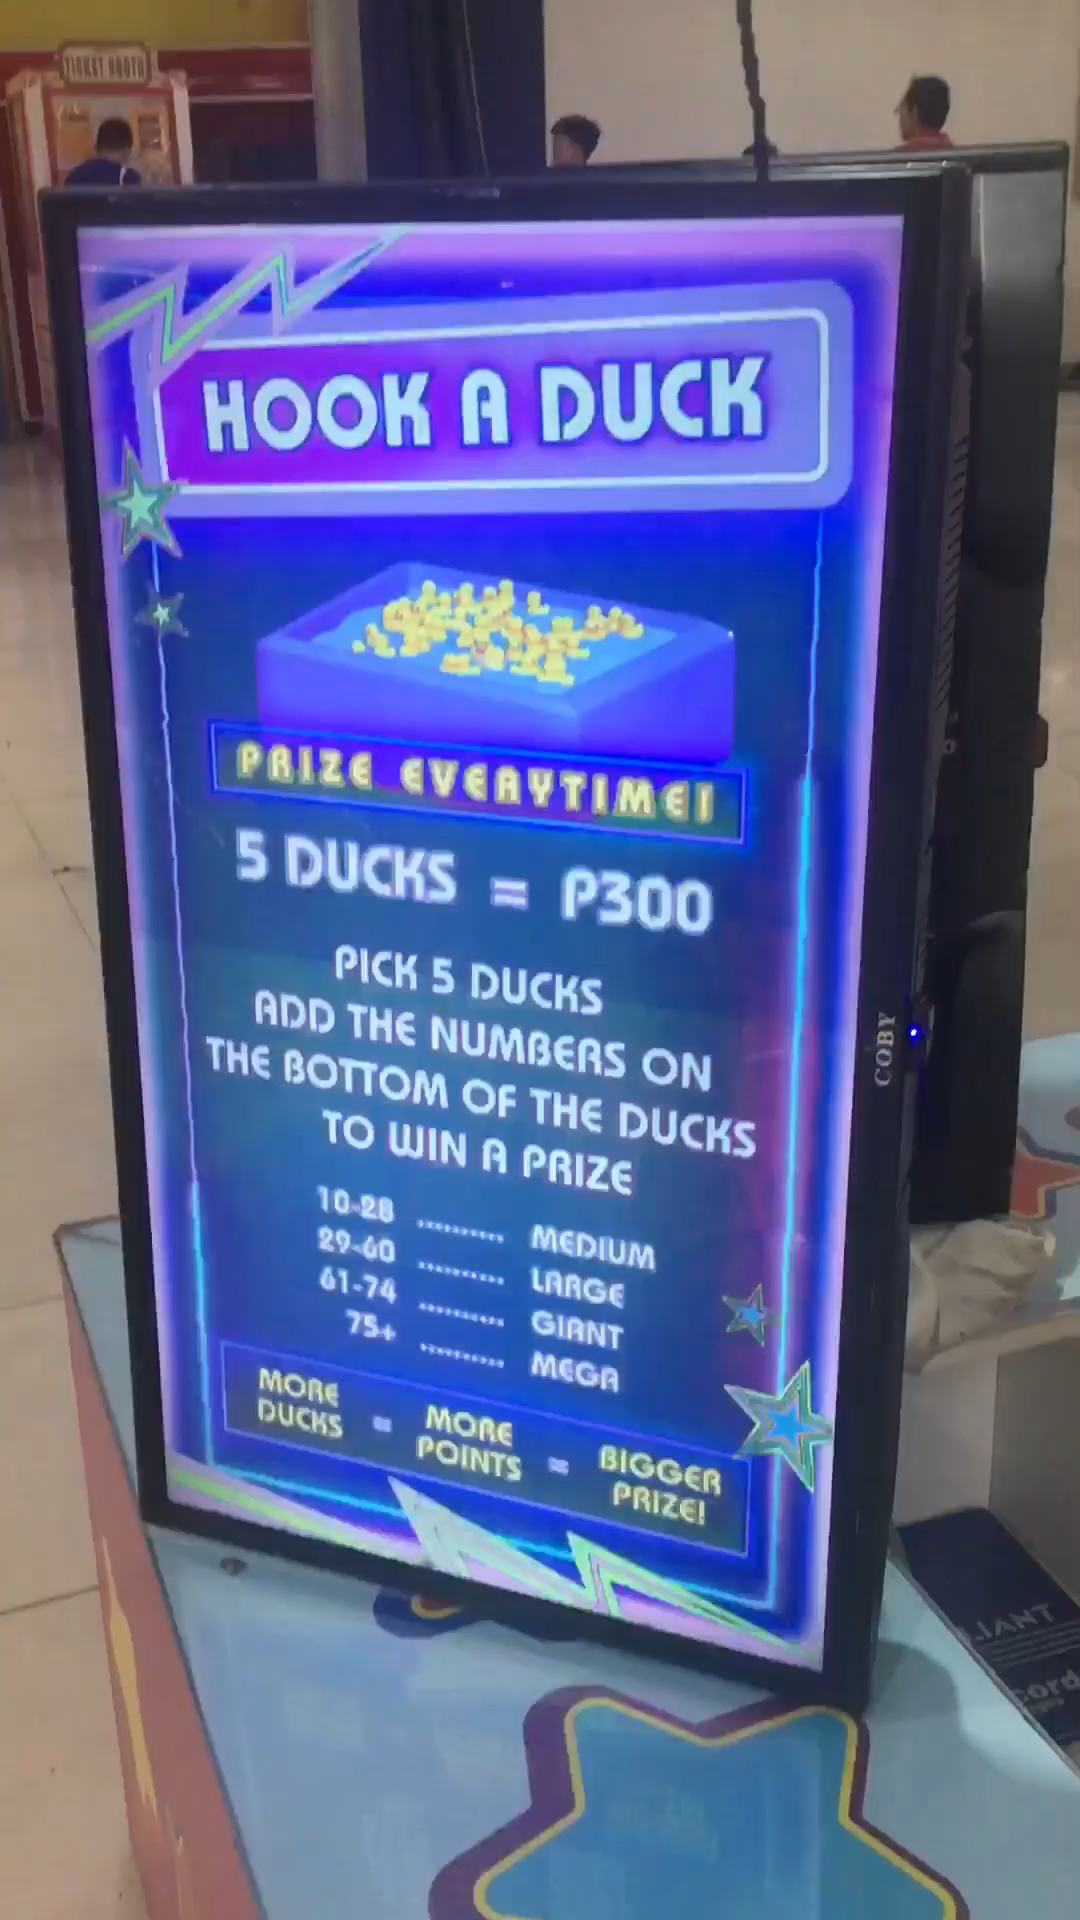 TICKET BOOTH
HOOK A DUCK
PRIZE EVERYTIME!
5 DUCKS = P300
PICK 5 DUCKS
ADD THE NUMBERS ON
THE BOTTOM OF THE DUCKS
TO WIN A PRIZE
10-28 .......... MEDIUM
29-60 .......... LARGE
61-74 .......... GIANT
75+ .......... MEGA
MORE DUCKS = MORE POINTS = BIGGER PRIZE!
COBY